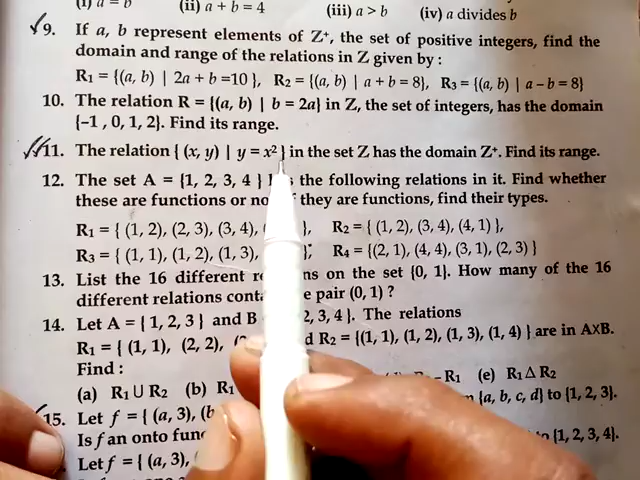 (i) a = b (ii) a + b = 4 (iii) a > b (iv) a divides b
9. If a, b represent elements of Z⁺, the set of positive integers, find the
domain and range of the relations in Z given by :
R₁ = {(a, b) | 2a + b =10 }, R₂ = {(a, b) | a + b = 8}, R₃ = {(a, b) | a – b = 8}
10. The relation R = {(a, b) | b = 2a} in Z, the set of integers, has the domain
{–1 , 0, 1, 2}. Find its range.
11. The relation { (x, y) | y = x² } in the set Z has the domain Z⁺. Find its range.
12. The set A = {1, 2, 3, 4 } the following relations in it. Find whether
these are functions or they are functions, find their types.
R₁ = { (1, 2), (2, 3), (3, 4), }, R₂ = { (1, 2), (3, 4), (4, 1) },
R₃ = { (1, 1), (1, 2), (1, 3), }; R₄ = {(2, 1), (4, 4), (3, 1), (2, 3) }
13. List the 16 different on the set {0, 1}. How many of the 16
different relations pair (0, 1) ?
14. Let A = { 1, 2, 3 } and B 2, 3, 4 }. The relations
R₁ = { (1, 1), (2, 2), R₂ = {(1, 1), (1, 2), (1, 3), (1, 4) } are in AxB.
Find :
(a) R₁ U R₂ (b) R₁ – R₁ (e) R₁ Δ R₂
15. Let f = { (a, 3), (b {a, b, c, d} to {1, 2, 3}.
Is f an onto {1, 2, 3, 4}.
Let f = { (a, 3),